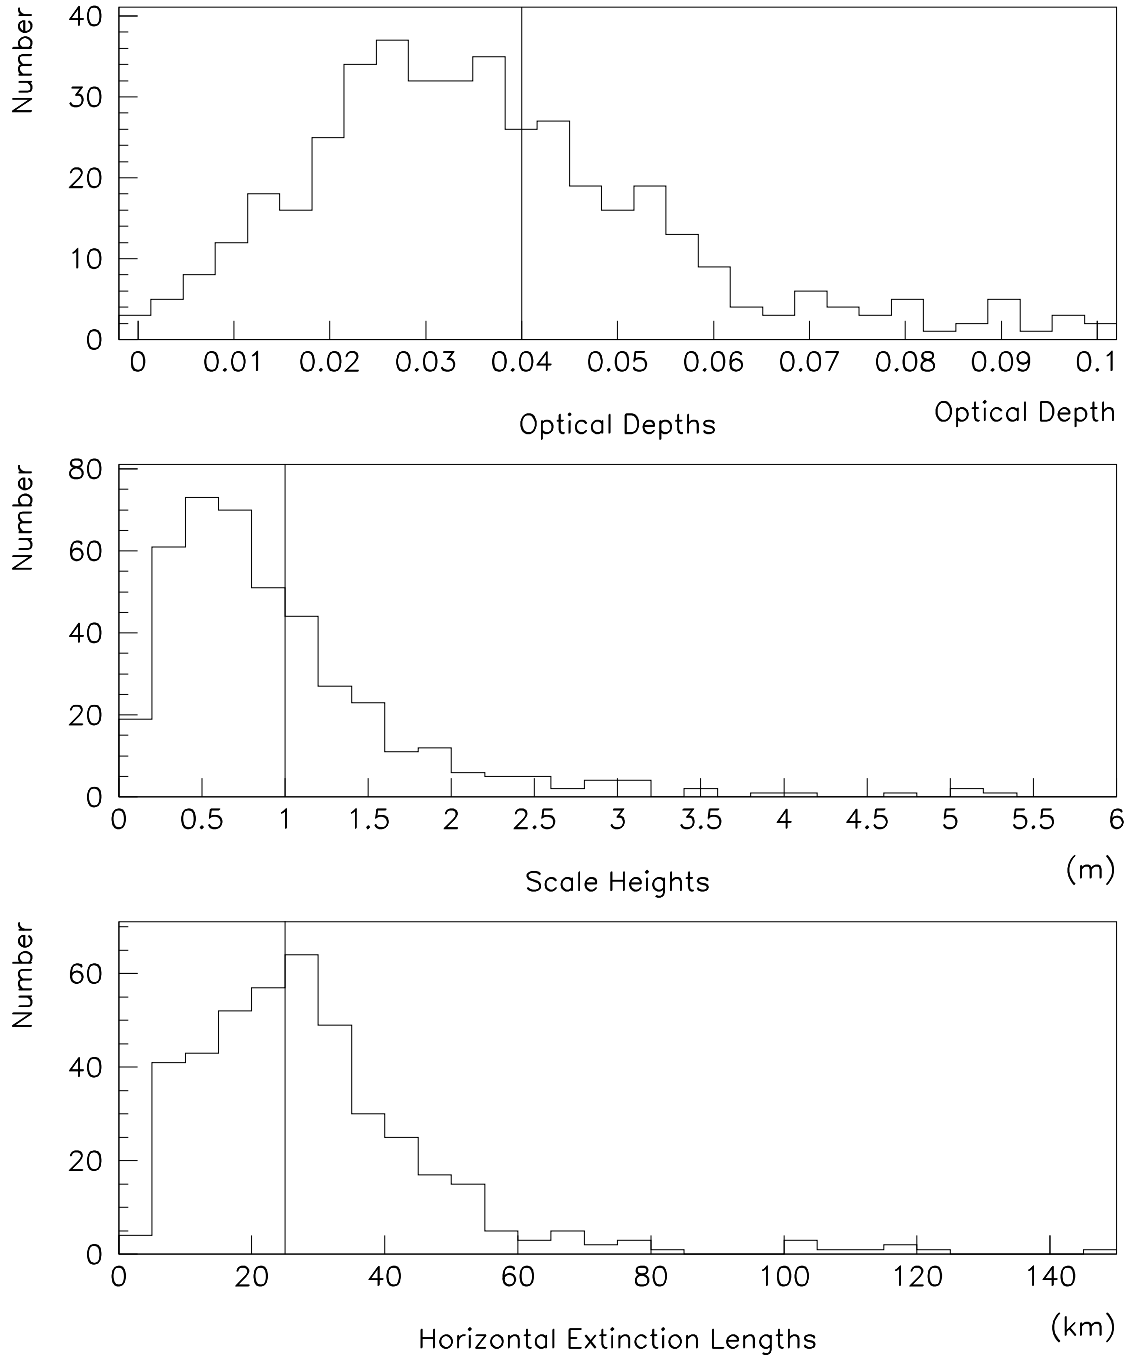 Number
40
30
20
10
0
0 0.01 0.02 0.03 0.04 0.05 0.06 0.07 0.08 0.09 0.1
Optical Depth
Optical Depths
Number
80
60
40
20
0
0 0.5 1 1.5 2 2.5 3 3.5 4 4.5 5 5.5 6
(m)
Scale Heights
Number
60
40
20
0
0 20 40 60 80 100 120 140
(km)
Horizontal Extinction Lengths